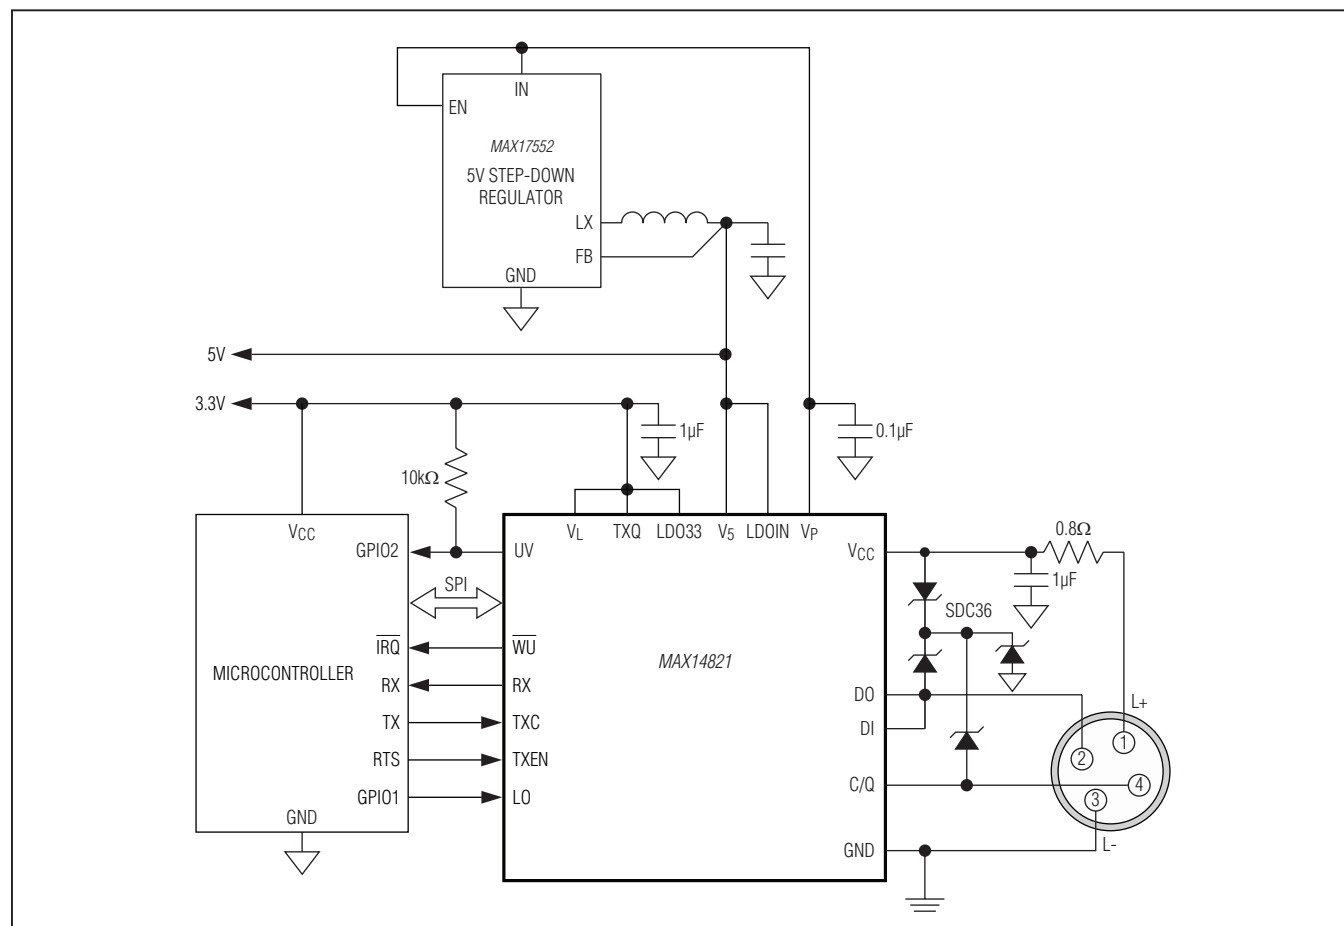 IN
EN
MAX17552
5V STEP-DOWN
REGULATOR
LX
FB
GND
5V
3.3V
1µF
0.1µF
10kΩ
VCC
GPIO2
SPI
IRQ
MICROCONTROLLER
RX
TX
RTS
GPIO1
GND
VL
TXQ
LDO33
V5
LDOIN
VP
UV
WU
RX
TXC
TXEN
LO
MAX14821
VCC
DO
DI
C/Q
GND
0.8Ω
1µF
SDC36
L+
1
2
3
4
L-